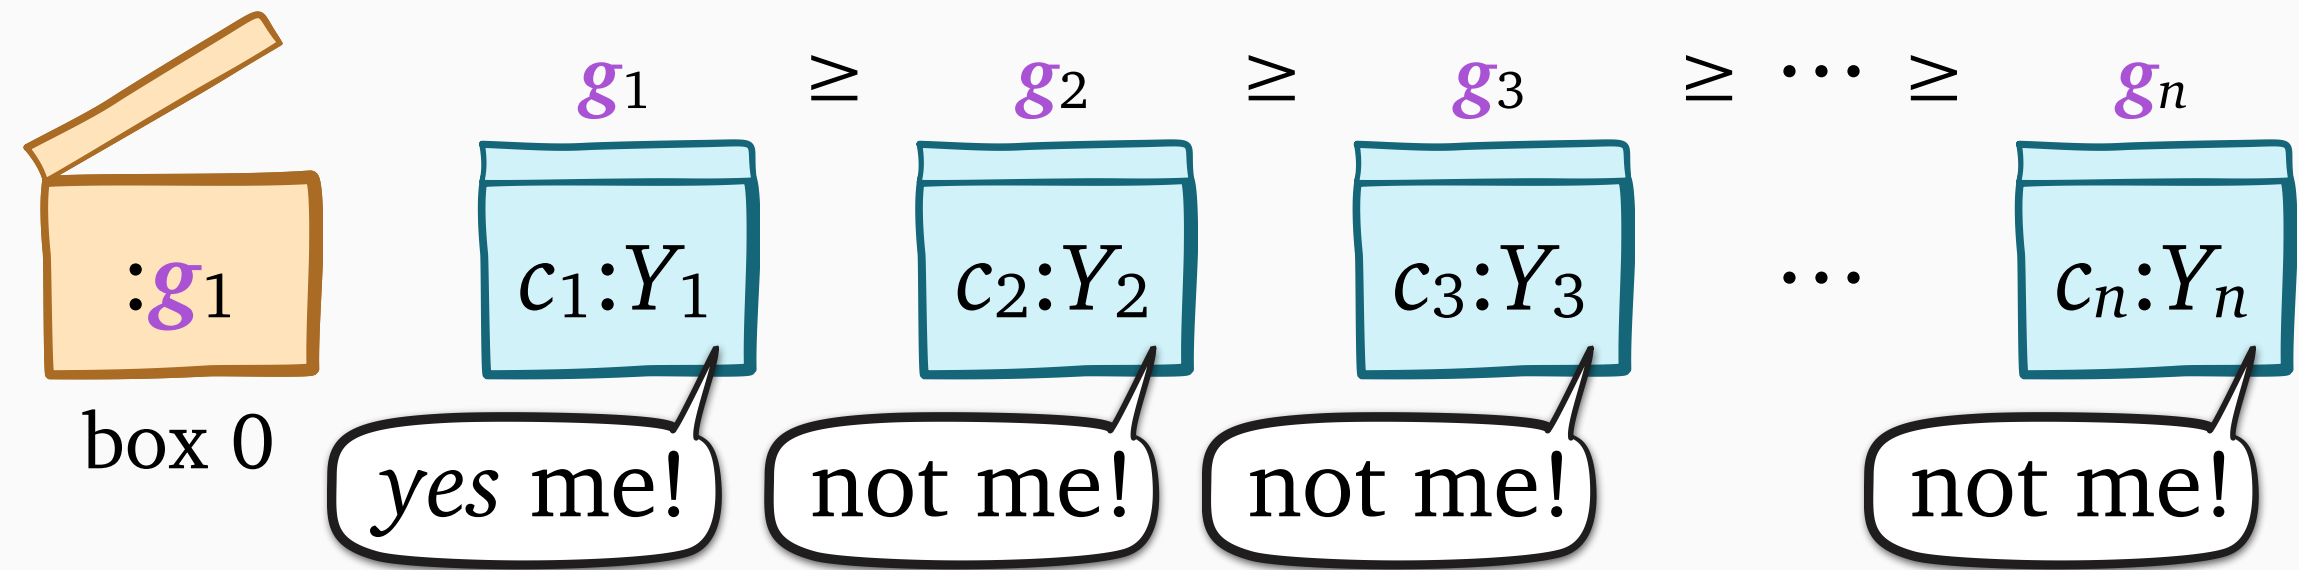 g₁ ≥ g₂ ≥ g₃ ≥ ⋯ ≥ gₙ
:g₁ c₁:Y₁ c₂:Y₂ c₃:Y₃ ⋯ cₙ:Yₙ
box 0
yes me! not me! not me! not me!